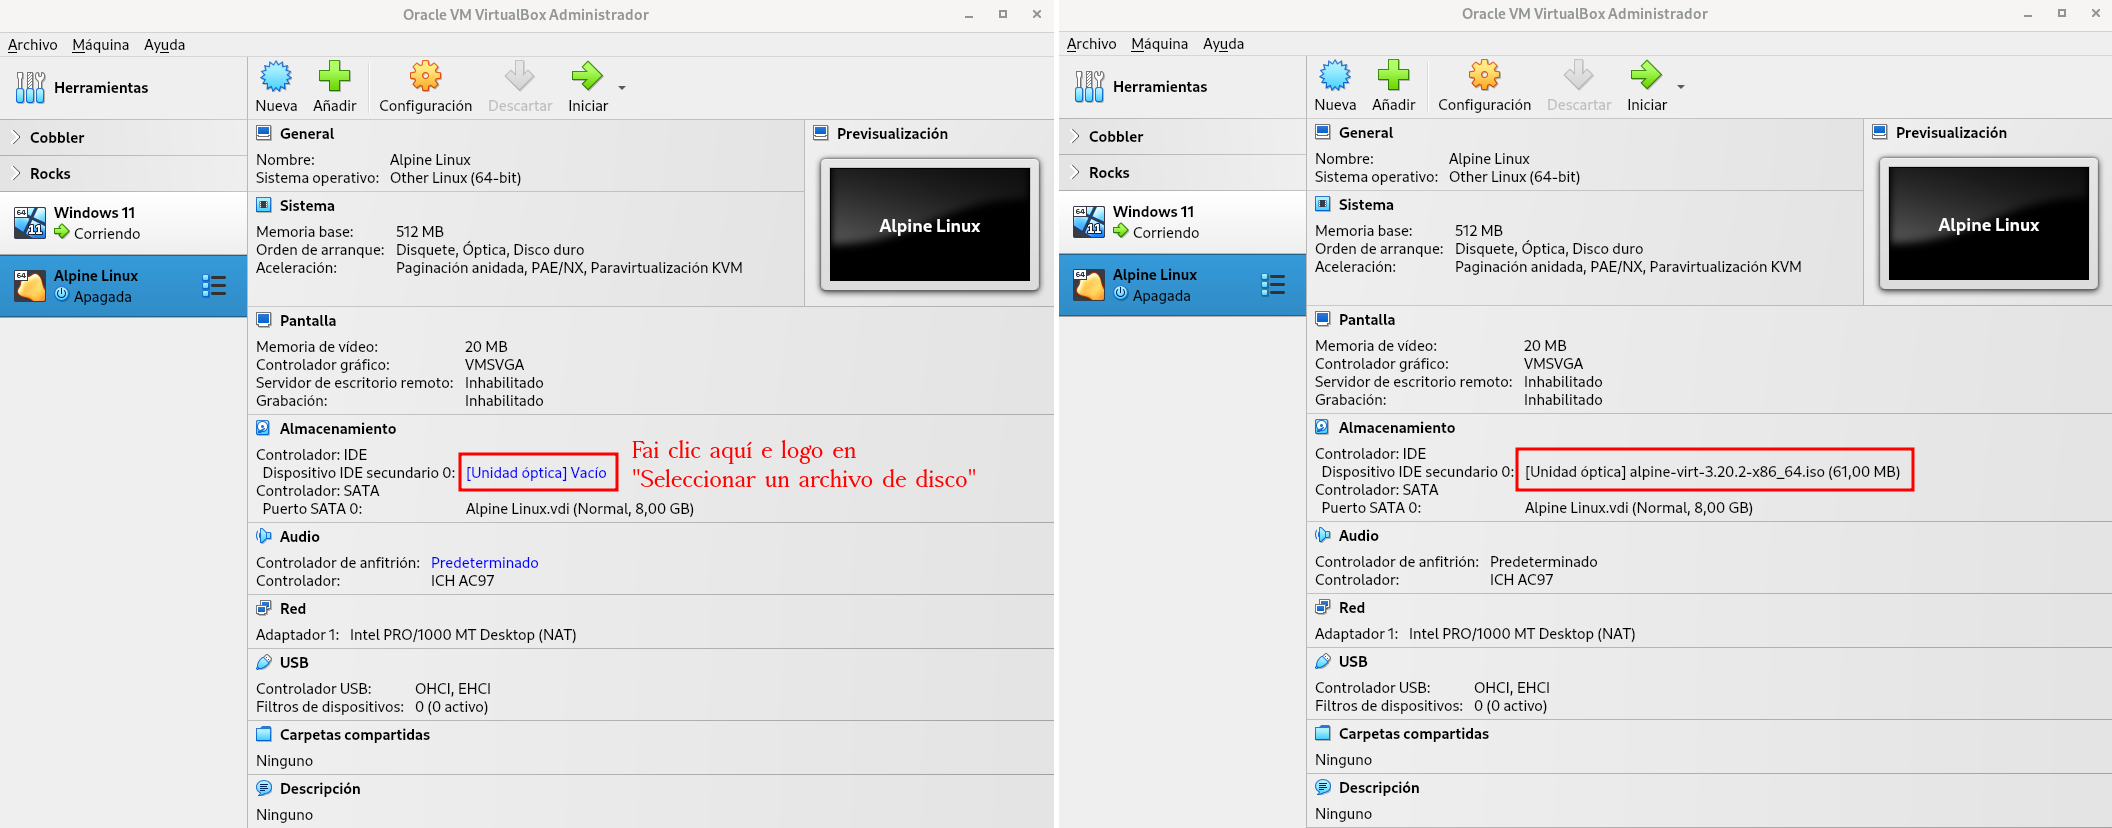 Oracle VM VirtualBox Administrador
Archivo Máquina Ayuda
Herramientas
Nueva Añadir Configuración Descartar Iniciar
Cobbler
Rocks
Windows 11
Corriendo
Alpine Linux
Apagada
General
Nombre: Alpine Linux
Sistema operativo: Other Linux (64-bit)
Previsualización
Alpine Linux
Sistema
Memoria base: 512 MB
Orden de arranque: Disquete, Óptica, Disco duro
Aceleración: Paginación anidada, PAE/NX, Paravirtualización KVM
Pantalla
Memoria de vídeo: 20 MB
Controlador gráfico: VMSVGA
Servidor de escritorio remoto: Inhabilitado
Grabación: Inhabilitado
Almacenamiento
Controlador: IDE
Dispositivo IDE secundario 0: [Unidad óptica] Vacío
Controlador: SATA
Puerto SATA 0: Alpine Linux.vdi (Normal, 8,00 GB)
Fai clic aquí e logo en
"Seleccionar un archivo de disco"
Audio
Controlador de anfitrión: Predeterminado
Controlador: ICH AC97
Red
Adaptador 1: Intel PRO/1000 MT Desktop (NAT)
USB
Controlador USB: OHCI, EHCI
Filtros de dispositivos: 0 (0 activo)
Carpetas compartidas
Ninguno
Descripción
Ninguno
Oracle VM VirtualBox Administrador
Archivo Máquina Ayuda
Herramientas
Nueva Añadir Configuración Descartar Iniciar
Cobbler
Rocks
Windows 11
Corriendo
Alpine Linux
Apagada
General
Nombre: Alpine Linux
Sistema operativo: Other Linux (64-bit)
Previsualización
Alpine Linux
Sistema
Memoria base: 512 MB
Orden de arranque: Disquete, Óptica, Disco duro
Aceleración: Paginación anidada, PAE/NX, Paravirtualización KVM
Pantalla
Memoria de vídeo: 20 MB
Controlador gráfico: VMSVGA
Servidor de escritorio remoto: Inhabilitado
Grabación: Inhabilitado
Almacenamiento
Controlador: IDE
Dispositivo IDE secundario 0: [Unidad óptica] alpine-virt-3.20.2-x86_64.iso (61,00 MB)
Controlador: SATA
Puerto SATA 0: Alpine Linux.vdi (Normal, 8,00 GB)
Audio
Controlador de anfitrión: Predeterminado
Controlador: ICH AC97
Red
Adaptador 1: Intel PRO/1000 MT Desktop (NAT)
USB
Controlador USB: OHCI, EHCI
Filtros de dispositivos: 0 (0 activo)
Carpetas compartidas
Ninguno
Descripción
Ninguno